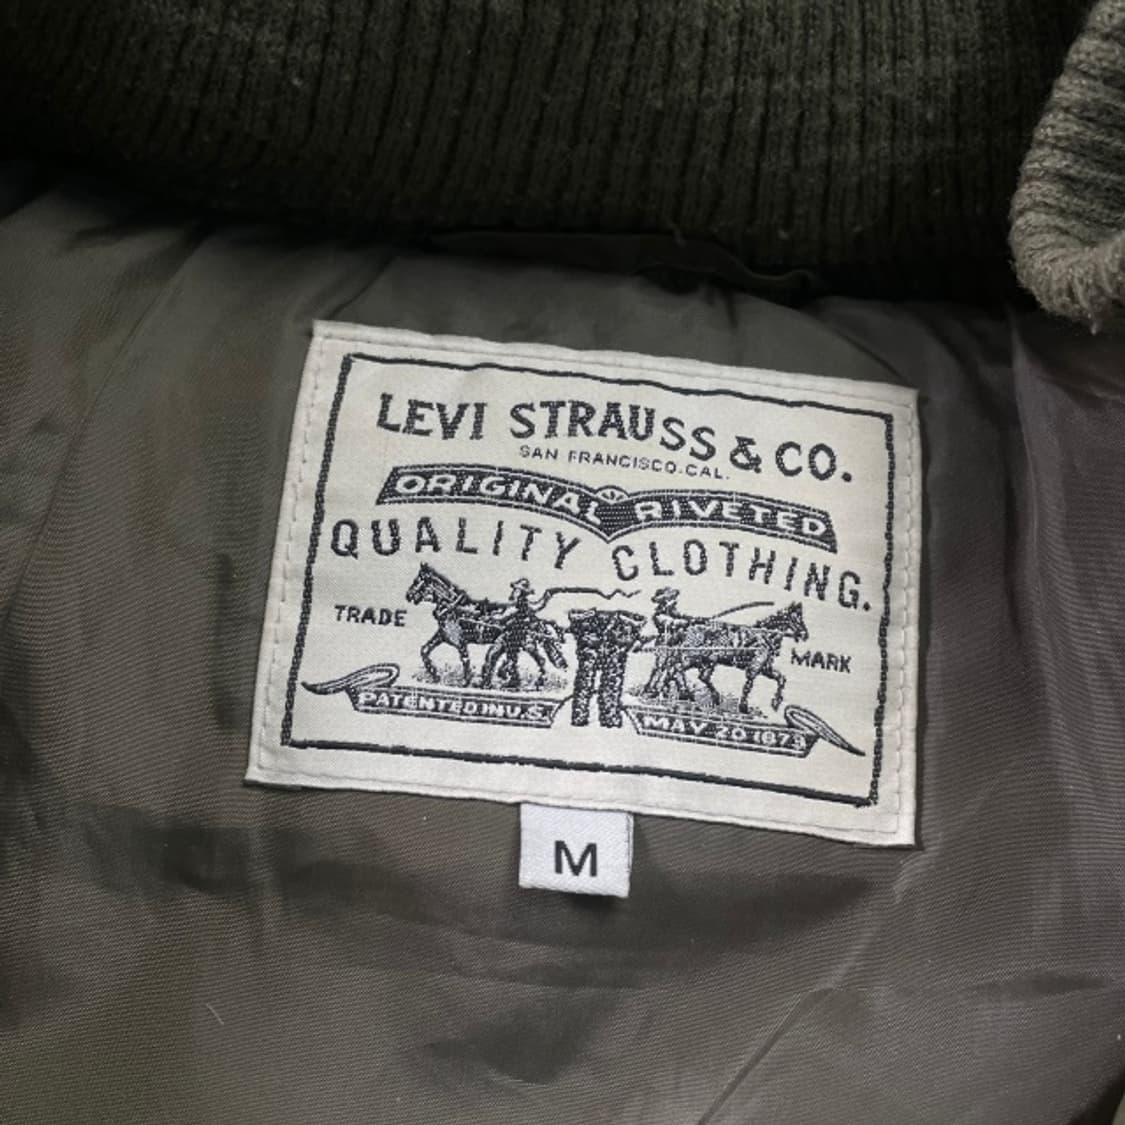 LEVI STRAUSS & CO.
SAN FRANCISCO.CAL.
ORIGINAL RIVETED
QUALITY CLOTHING.
TRADE MARK
PATENTED IN U.S. MAY 20 1873
M